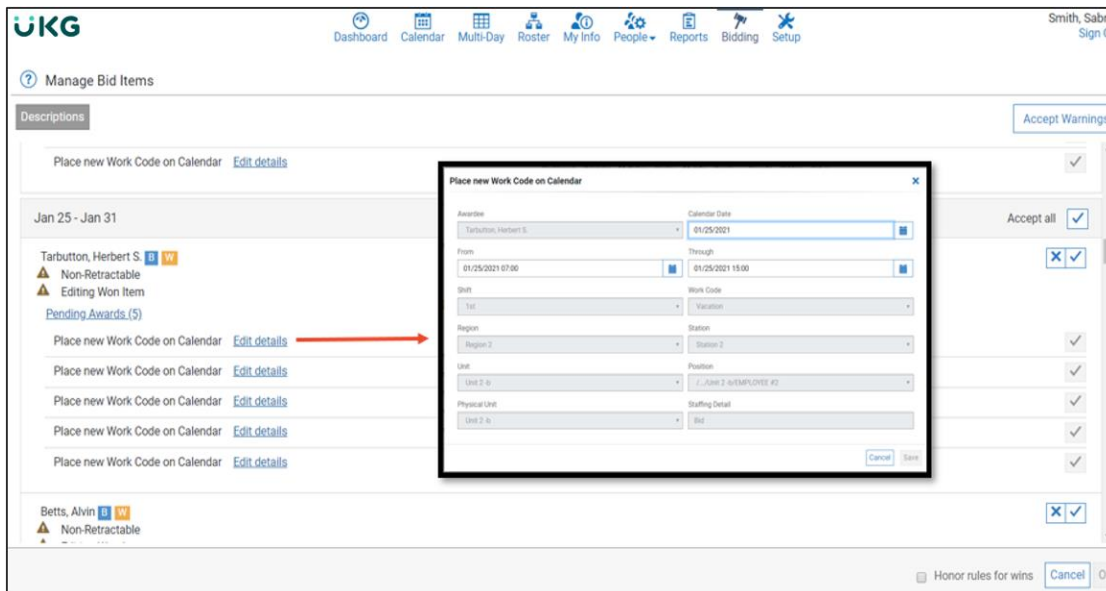 UKG
Dashboard Calendar Multi-Day Roster My Info People Reports Bidding Setup
Smith, Sabr
Sign O
? Manage Bid Items
Descriptions
Accept Warnings
Place new Work Code on Calendar Edit details
Jan 25 - Jan 31
Accept all
Tarbutton, Herbert S. B W
Non-Retractable
Editing Won Item
Pending Awards (5)
Place new Work Code on Calendar Edit details
Place new Work Code on Calendar Edit details
Place new Work Code on Calendar Edit details
Place new Work Code on Calendar Edit details
Place new Work Code on Calendar Edit details
Betts, Alvin B W
Non-Retractable
Place new Work Code on Calendar
Awardee Calendar Date
Tarbutton, Herbert S. 01/25/2021
From Through
01/25/2021 07:00 01/25/2021 15:00
Shift Work Code
1st Vacation
Region Station
Region 2 Station 2
Unit Position
Unit 2 -b /.../Unit 2 -b/EMPLOYEE #2
Physical Unit Staffing Detail
Unit 2 -b Bid
Cancel Save
Honor rules for wins Cancel O